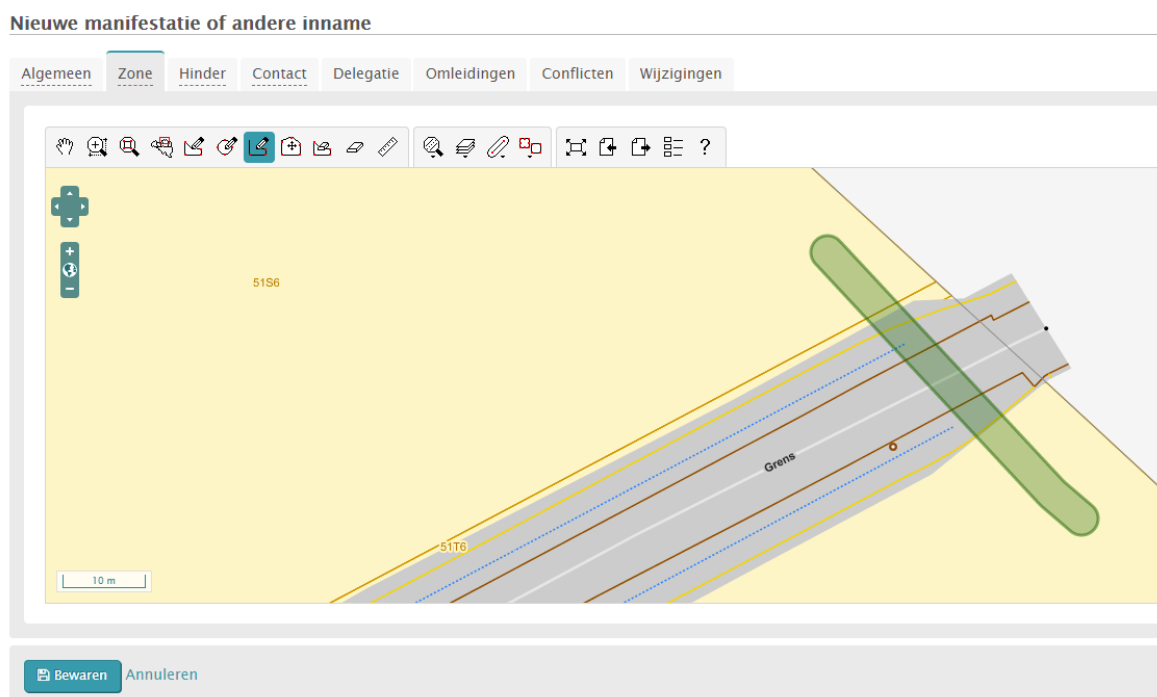 Nieuwe manifestatie of andere inname
Algemeen Zone Hinder Contact Delegatie Omleidingen Conflicten Wijzigingen
?
51S6
Grens
51T6
10 m
Bewaren Annuleren